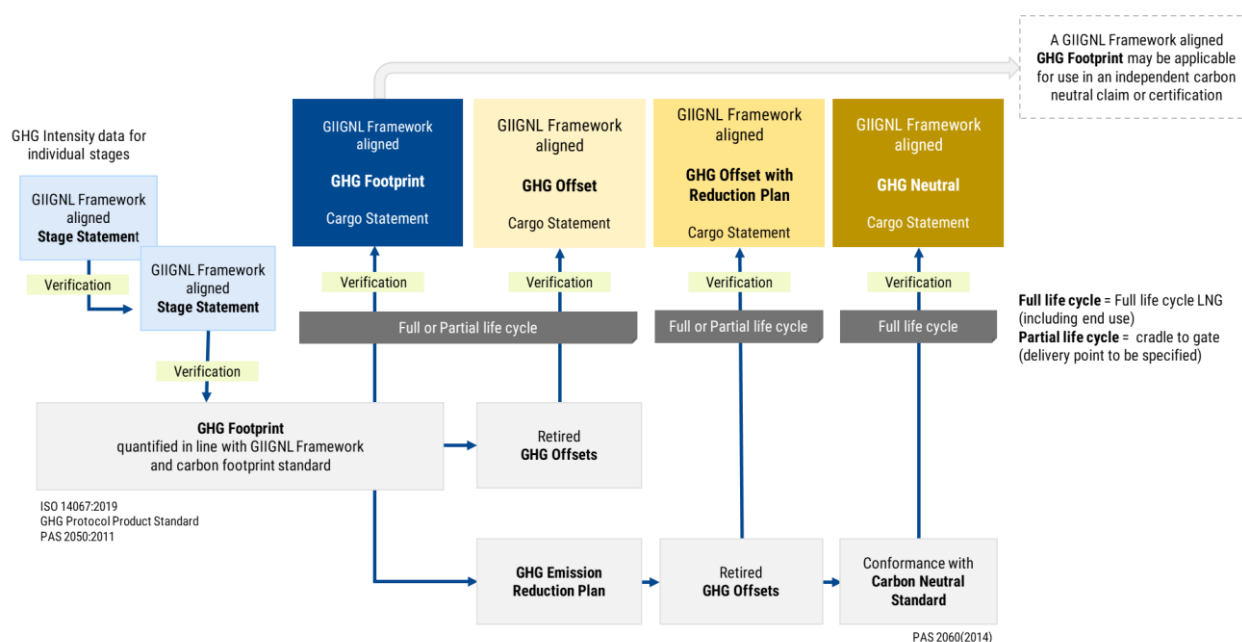 A GIIGNL Framework aligned
GHG Footprint may be applicable
for use in an independent carbon
neutral claim or certification
GHG Intensity data for
individual stages
GIIGNL Framework
aligned
Stage Statement
Verification
GIIGNL Framework
aligned
Stage Statement
Verification
GIIGNL Framework
aligned
GHG Footprint
Cargo Statement
GIIGNL Framework
aligned
GHG Offset
Cargo Statement
GIIGNL Framework
aligned
GHG Offset with
Reduction Plan
Cargo Statement
GIIGNL Framework
aligned
GHG Neutral
Cargo Statement
Verification
Verification
Verification
Verification
Full or Partial life cycle
Full or Partial life cycle
Full life cycle
Full life cycle = Full life cycle LNG
(including end use)
Partial life cycle = cradle to gate
(delivery point to be specified)
GHG Footprint
quantified in line with GIIGNL Framework
and carbon footprint standard
Retired
GHG Offsets
ISO 14067:2019
GHG Protocol Product Standard
PAS 2050:2011
GHG Emission
Reduction Plan
Retired
GHG Offsets
Conformance with
Carbon Neutral
Standard
PAS 2060(2014)